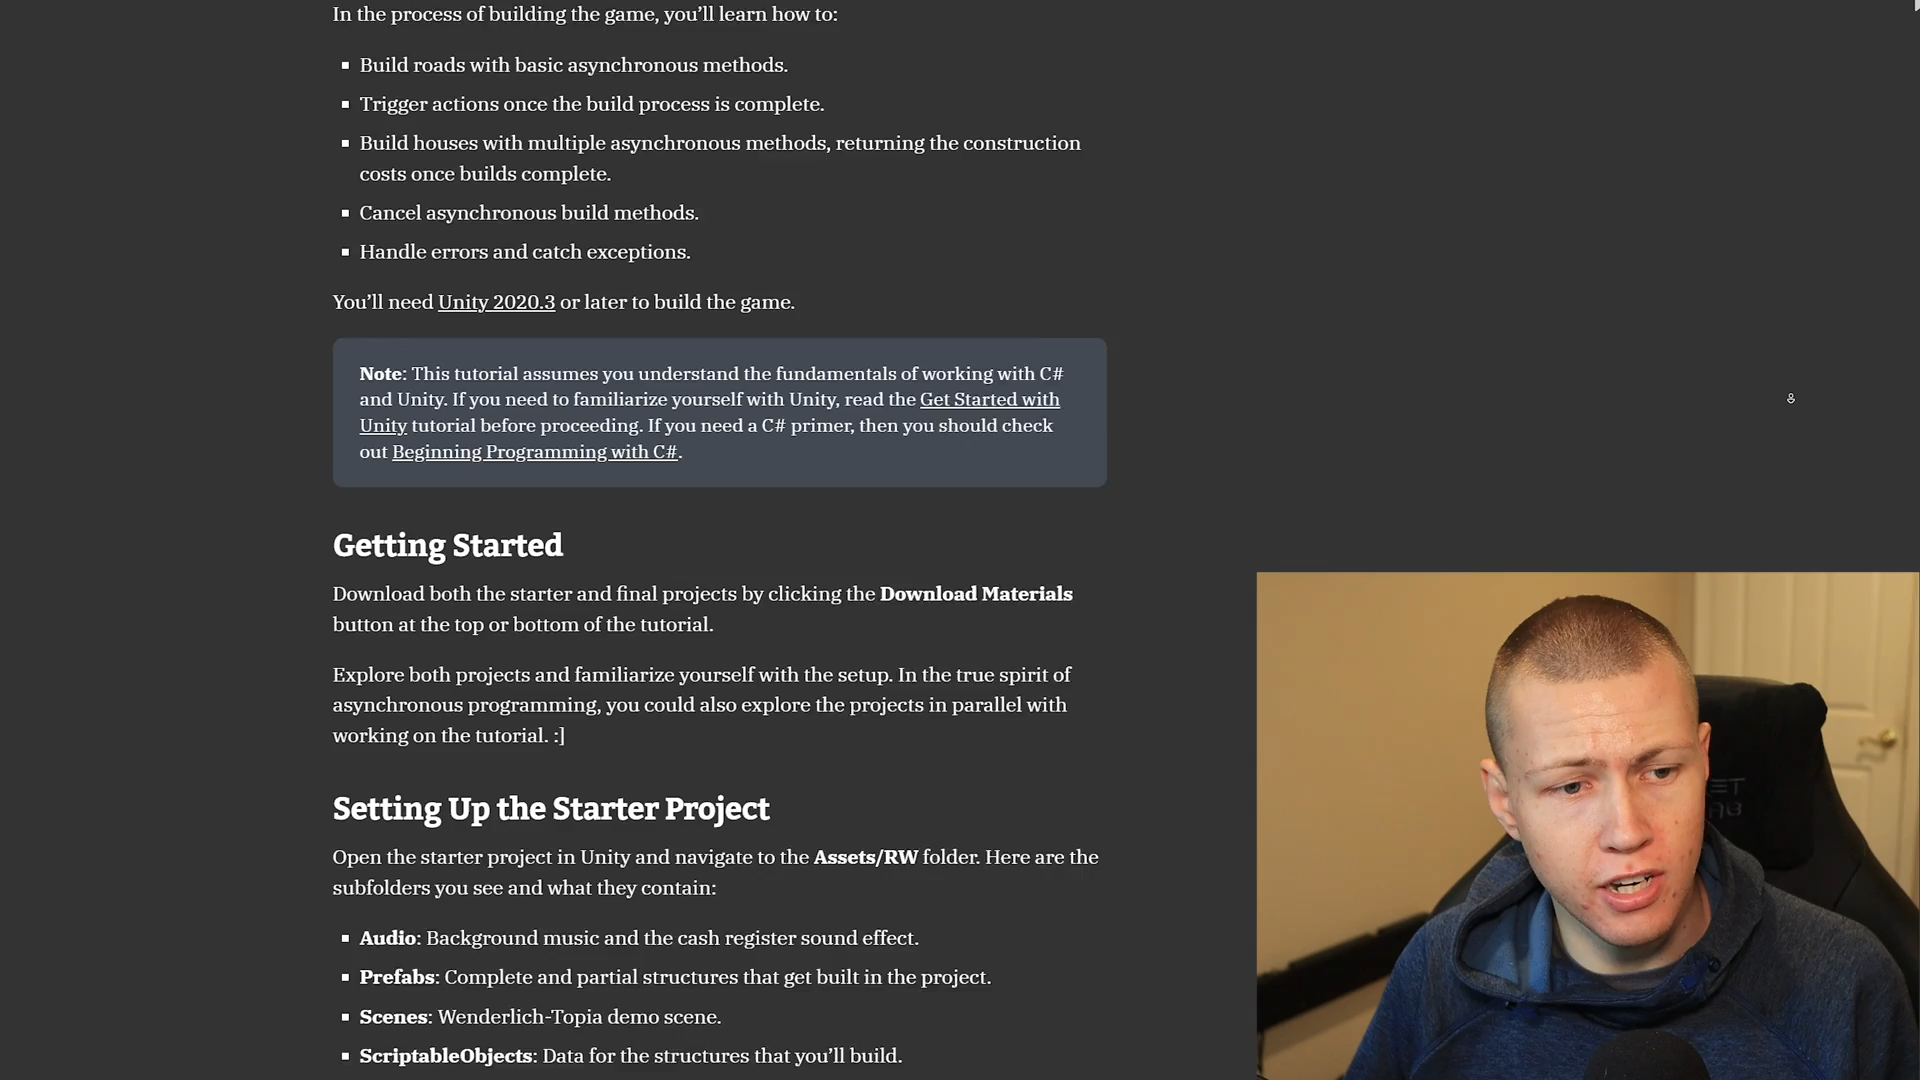 In the process of building the game, you’ll learn how to:
▪ Build roads with basic asynchronous methods.
▪ Trigger actions once the build process is complete.
▪ Build houses with multiple asynchronous methods, returning the construction
costs once builds complete.
▪ Cancel asynchronous build methods.
▪ Handle errors and catch exceptions.
You’ll need Unity 2020.3 or later to build the game.
Note: This tutorial assumes you understand the fundamentals of working with C#
and Unity. If you need to familiarize yourself with Unity, read the Get Started with
Unity tutorial before proceeding. If you need a C# primer, then you should check
out Beginning Programming with C#.
Getting Started
Download both the starter and final projects by clicking the Download Materials
button at the top or bottom of the tutorial.
Explore both projects and familiarize yourself with the setup. In the true spirit of
asynchronous programming, you could also explore the projects in parallel with
working on the tutorial. :]
Setting Up the Starter Project
Open the starter project in Unity and navigate to the Assets/RW folder. Here are the
subfolders you see and what they contain:
▪ Audio: Background music and the cash register sound effect.
▪ Prefabs: Complete and partial structures that get built in the project.
▪ Scenes: Wenderlich-Topia demo scene.
▪ ScriptableObjects: Data for the structures that you’ll build.